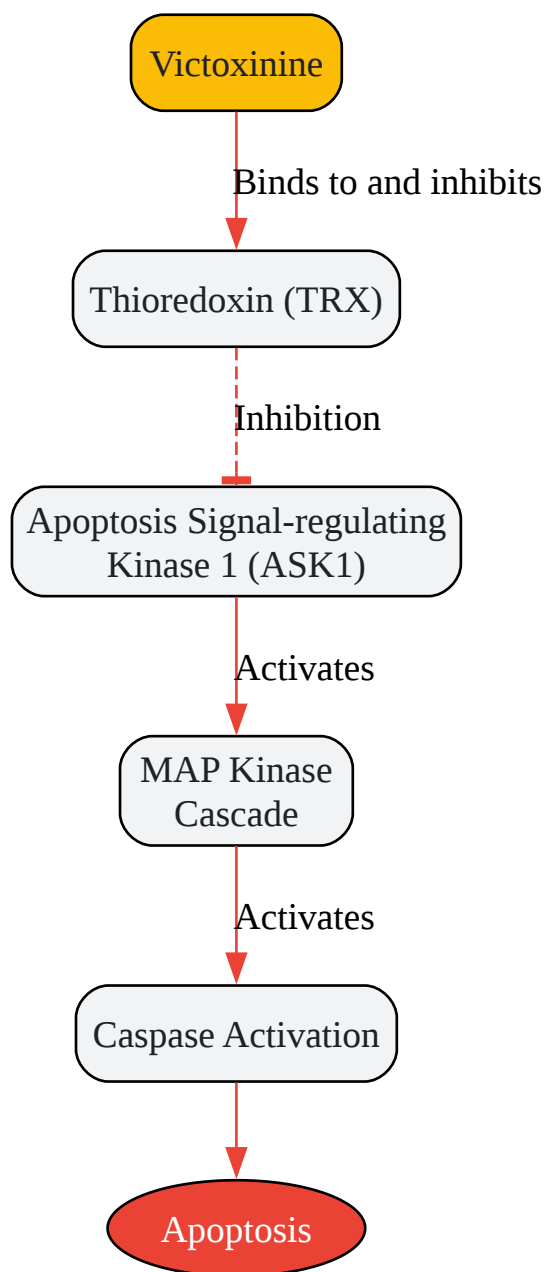 Victoxinine
Binds to and inhibits
Thioredoxin (TRX)
Inhibition
Apoptosis Signal-regulating
Kinase 1 (ASK1)
Activates
MAP Kinase
Cascade
Activates
Caspase Activation
Apoptosis